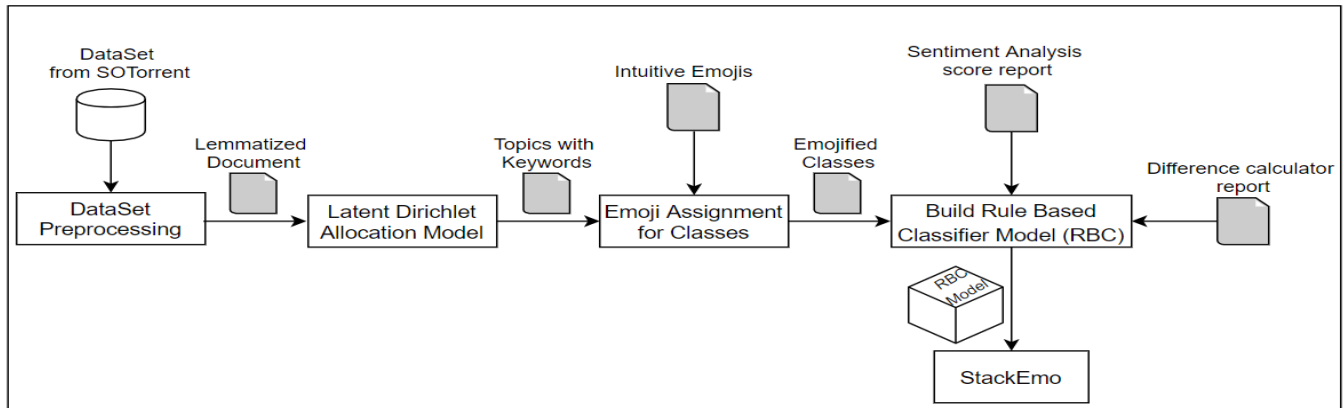 DataSet
from SOTorrent
Lemmatized
Document
DataSet
Preprocessing
Topics with
Keywords
Latent Dirichlet
Allocation Model
Intuitive Emojis
Emojified
Classes
Emoji Assignment
for Classes
Sentiment Analysis
score report
Difference calculator
report
Build Rule Based
Classifier Model (RBC)
RBC
Model
StackEmo